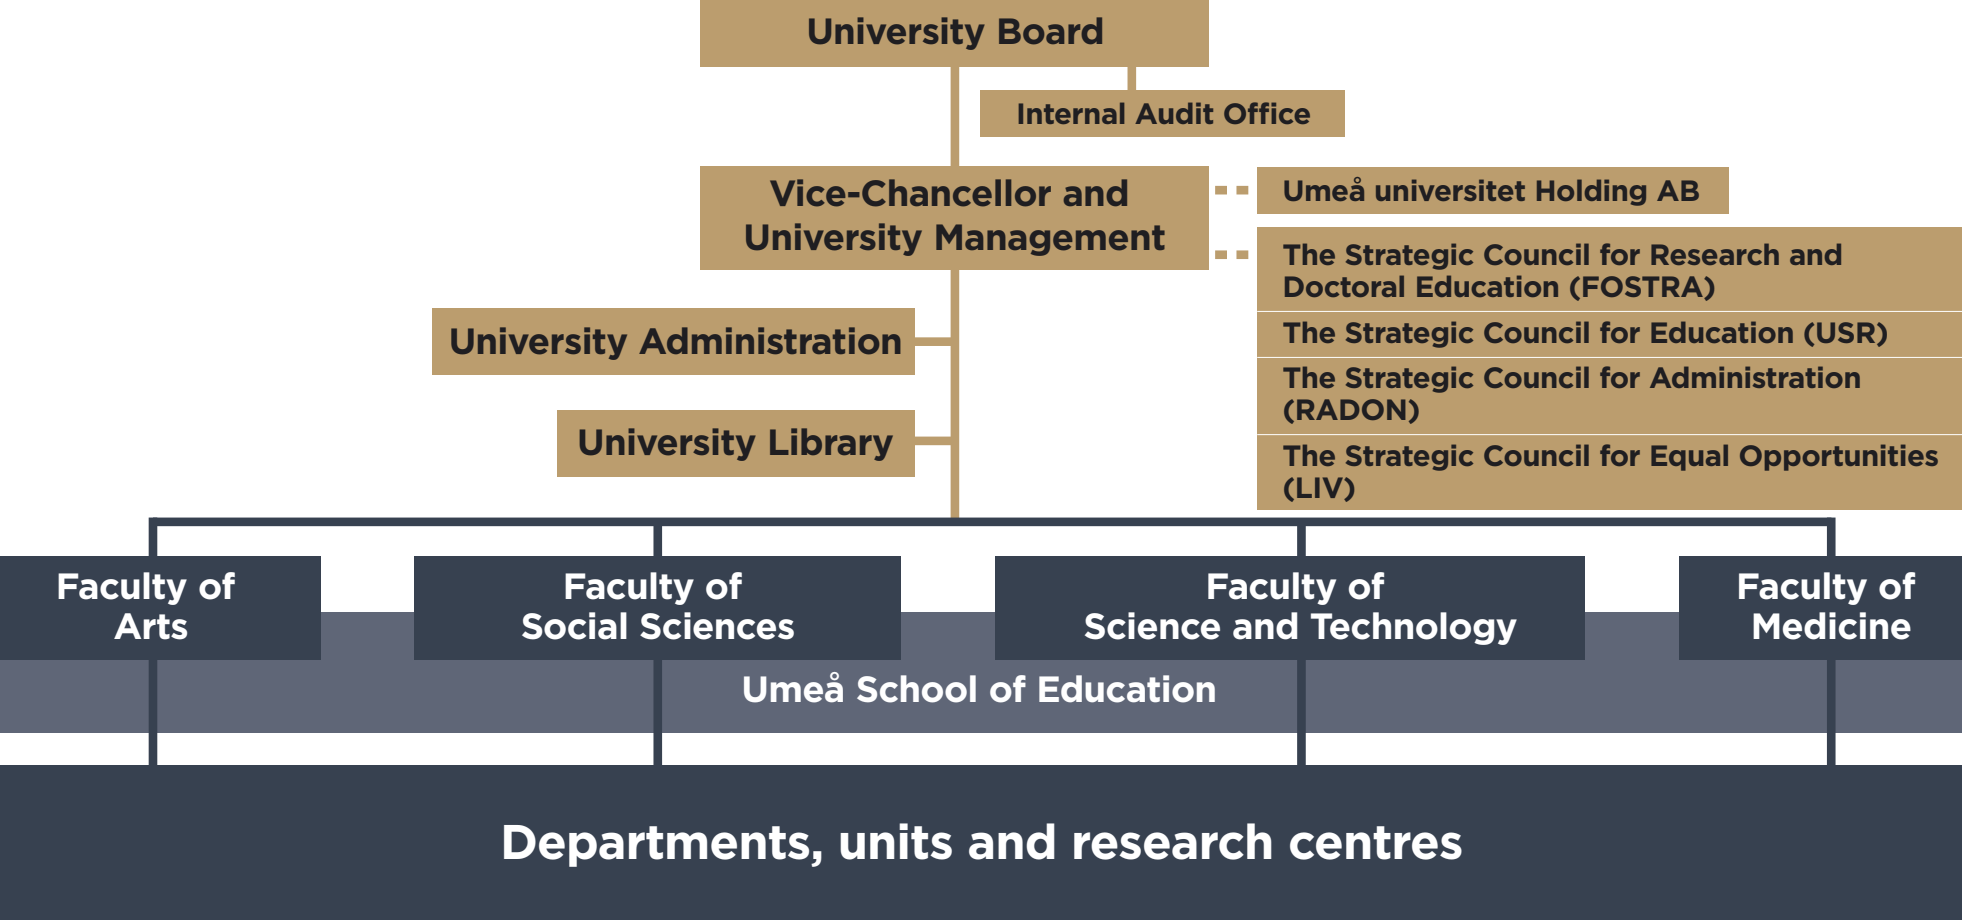 University Board
Internal Audit Office
Vice-Chancellor and
University Management
Umeå universitet Holding AB
The Strategic Council for Research and
Doctoral Education (FOSTRA)
The Strategic Council for Education (USR)
The Strategic Council for Administration
(RADON)
The Strategic Council for Equal Opportunities
(LIV)
University Administration
University Library
Faculty of
Arts
Faculty of
Social Sciences
Faculty of
Science and Technology
Faculty of
Medicine
Umeå School of Education
Departments, units and research centres